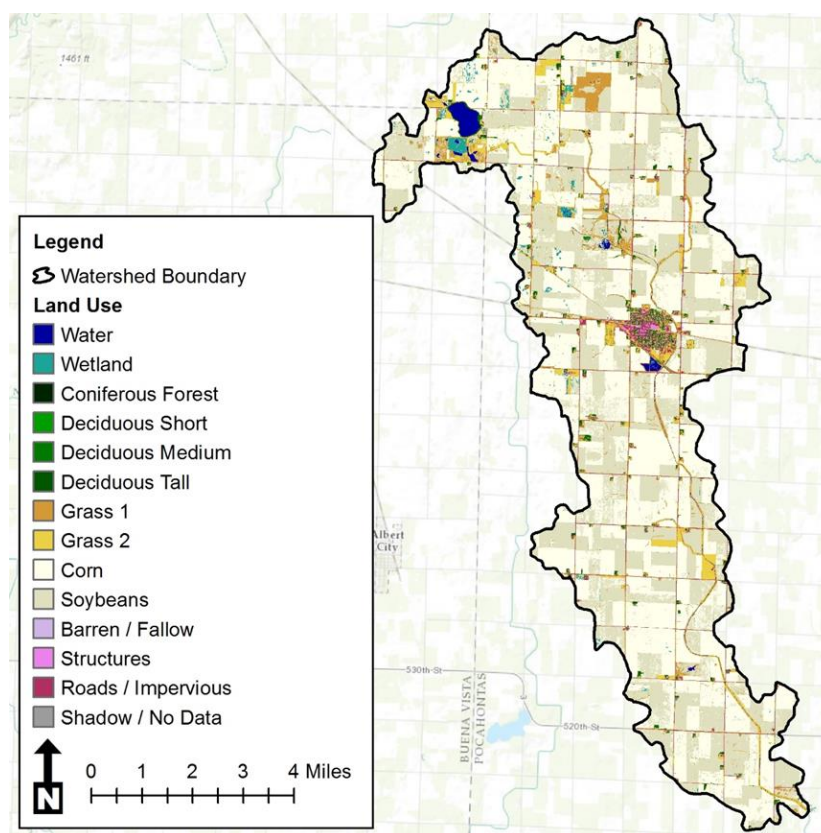 1461 ft
Legend
Watershed Boundary
Land Use
Water
Wetland
Coniferous Forest
Deciduous Short
Deciduous Medium
Deciduous Tall
Grass 1
Grass 2
Corn
Soybeans
Barren / Fallow
Structures
Roads / Impervious
Shadow / No Data
N
0 1 2 3 4 Miles
Albert
City
530th St
520th St
BUENA VISTA
POCAHONTAS